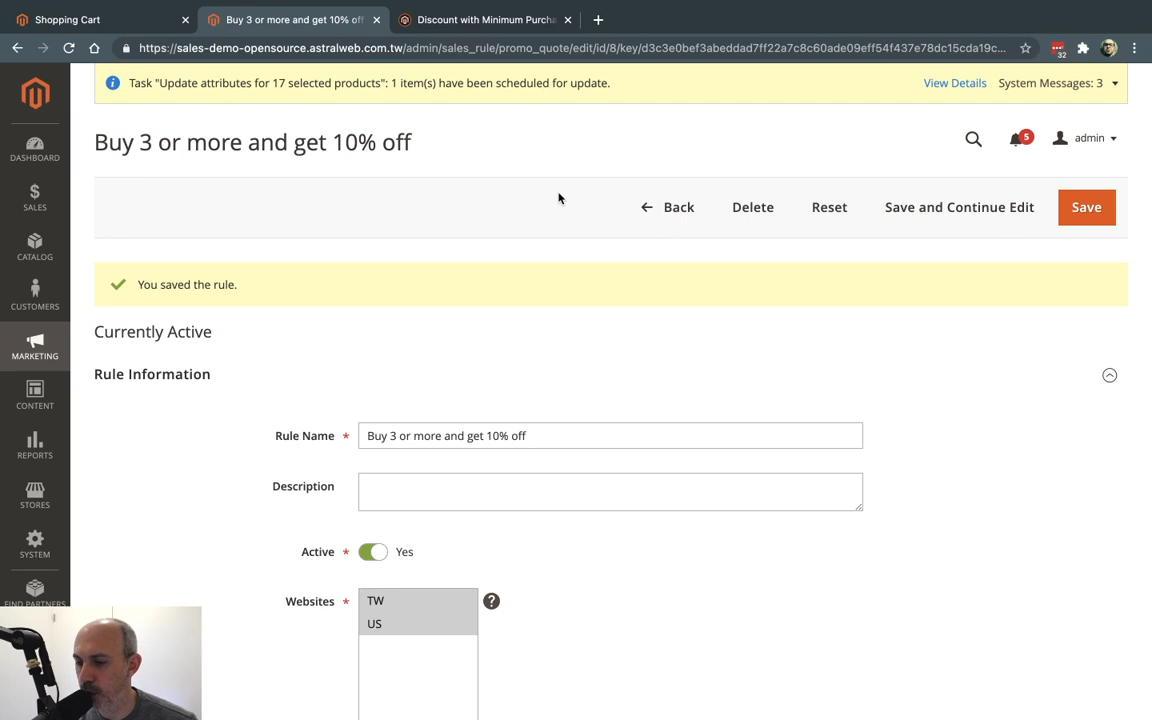 Shopping Cart
Buy 3 or more and get 10% off
Discount with Minimum Purcha
https://sales-demo-opensource.astralweb.com.tw/admin/sales_rule/promo_quote/edit/id/8/key/d3c3e0bef3abeddad7ff22a7c8c60ade09eff54f437e78dc15cda19c...
32
Task "Update attributes for 17 selected products": 1 item(s) have been scheduled for update.
View Details
System Messages: 3
Buy 3 or more and get 10% off
5
admin
Back
Delete
Reset
Save and Continue Edit
Save
You saved the rule.
Currently Active
Rule Information
Rule Name *
Buy 3 or more and get 10% off
Description
Active *
Yes
Websites *
TW
US
?
DASHBOARD
$
SALES
CATALOG
CUSTOMERS
MARKETING
CONTENT
REPORTS
STORES
SYSTEM
FIND PARTNERS